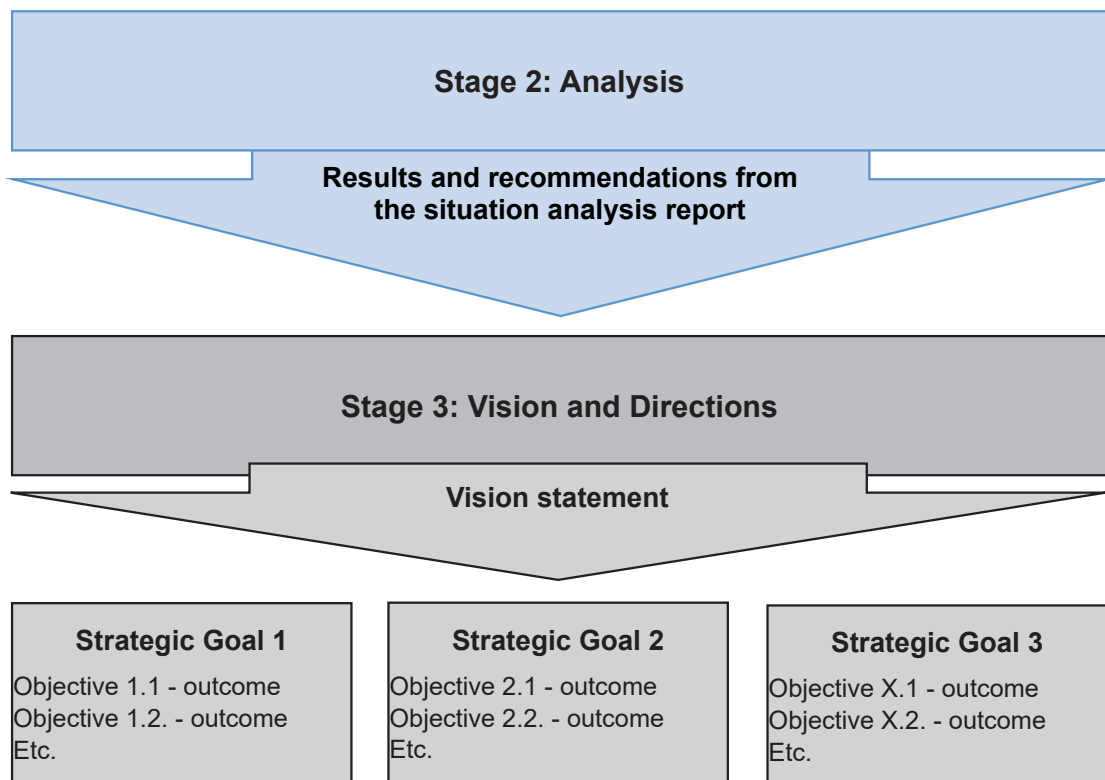 Stage 2: Analysis
Results and recommendations from
the situation analysis report
Stage 3: Vision and Directions
Vision statement
Strategic Goal 1
Objective 1.1 - outcome
Objective 1.2. - outcome
Etc.
Strategic Goal 2
Objective 2.1 - outcome
Objective 2.2. - outcome
Etc.
Strategic Goal 3
Objective X.1 - outcome
Objective X.2. - outcome
Etc.